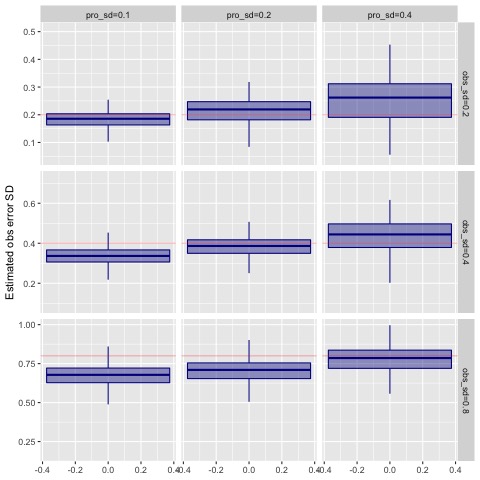 pro_sd=0.1 pro_sd=0.2 pro_sd=0.4
Estimated obs error SD
0.5
0.4
0.3
0.2
0.1
obs_sd=0.2
0.6
0.4
0.2
obs_sd=0.4
1.00
0.75
0.50
0.25
obs_sd=0.8
-0.4 -0.2 0.0 0.2 0.4 -0.4 -0.2 0.0 0.2 0.4 -0.4 -0.2 0.0 0.2 0.4